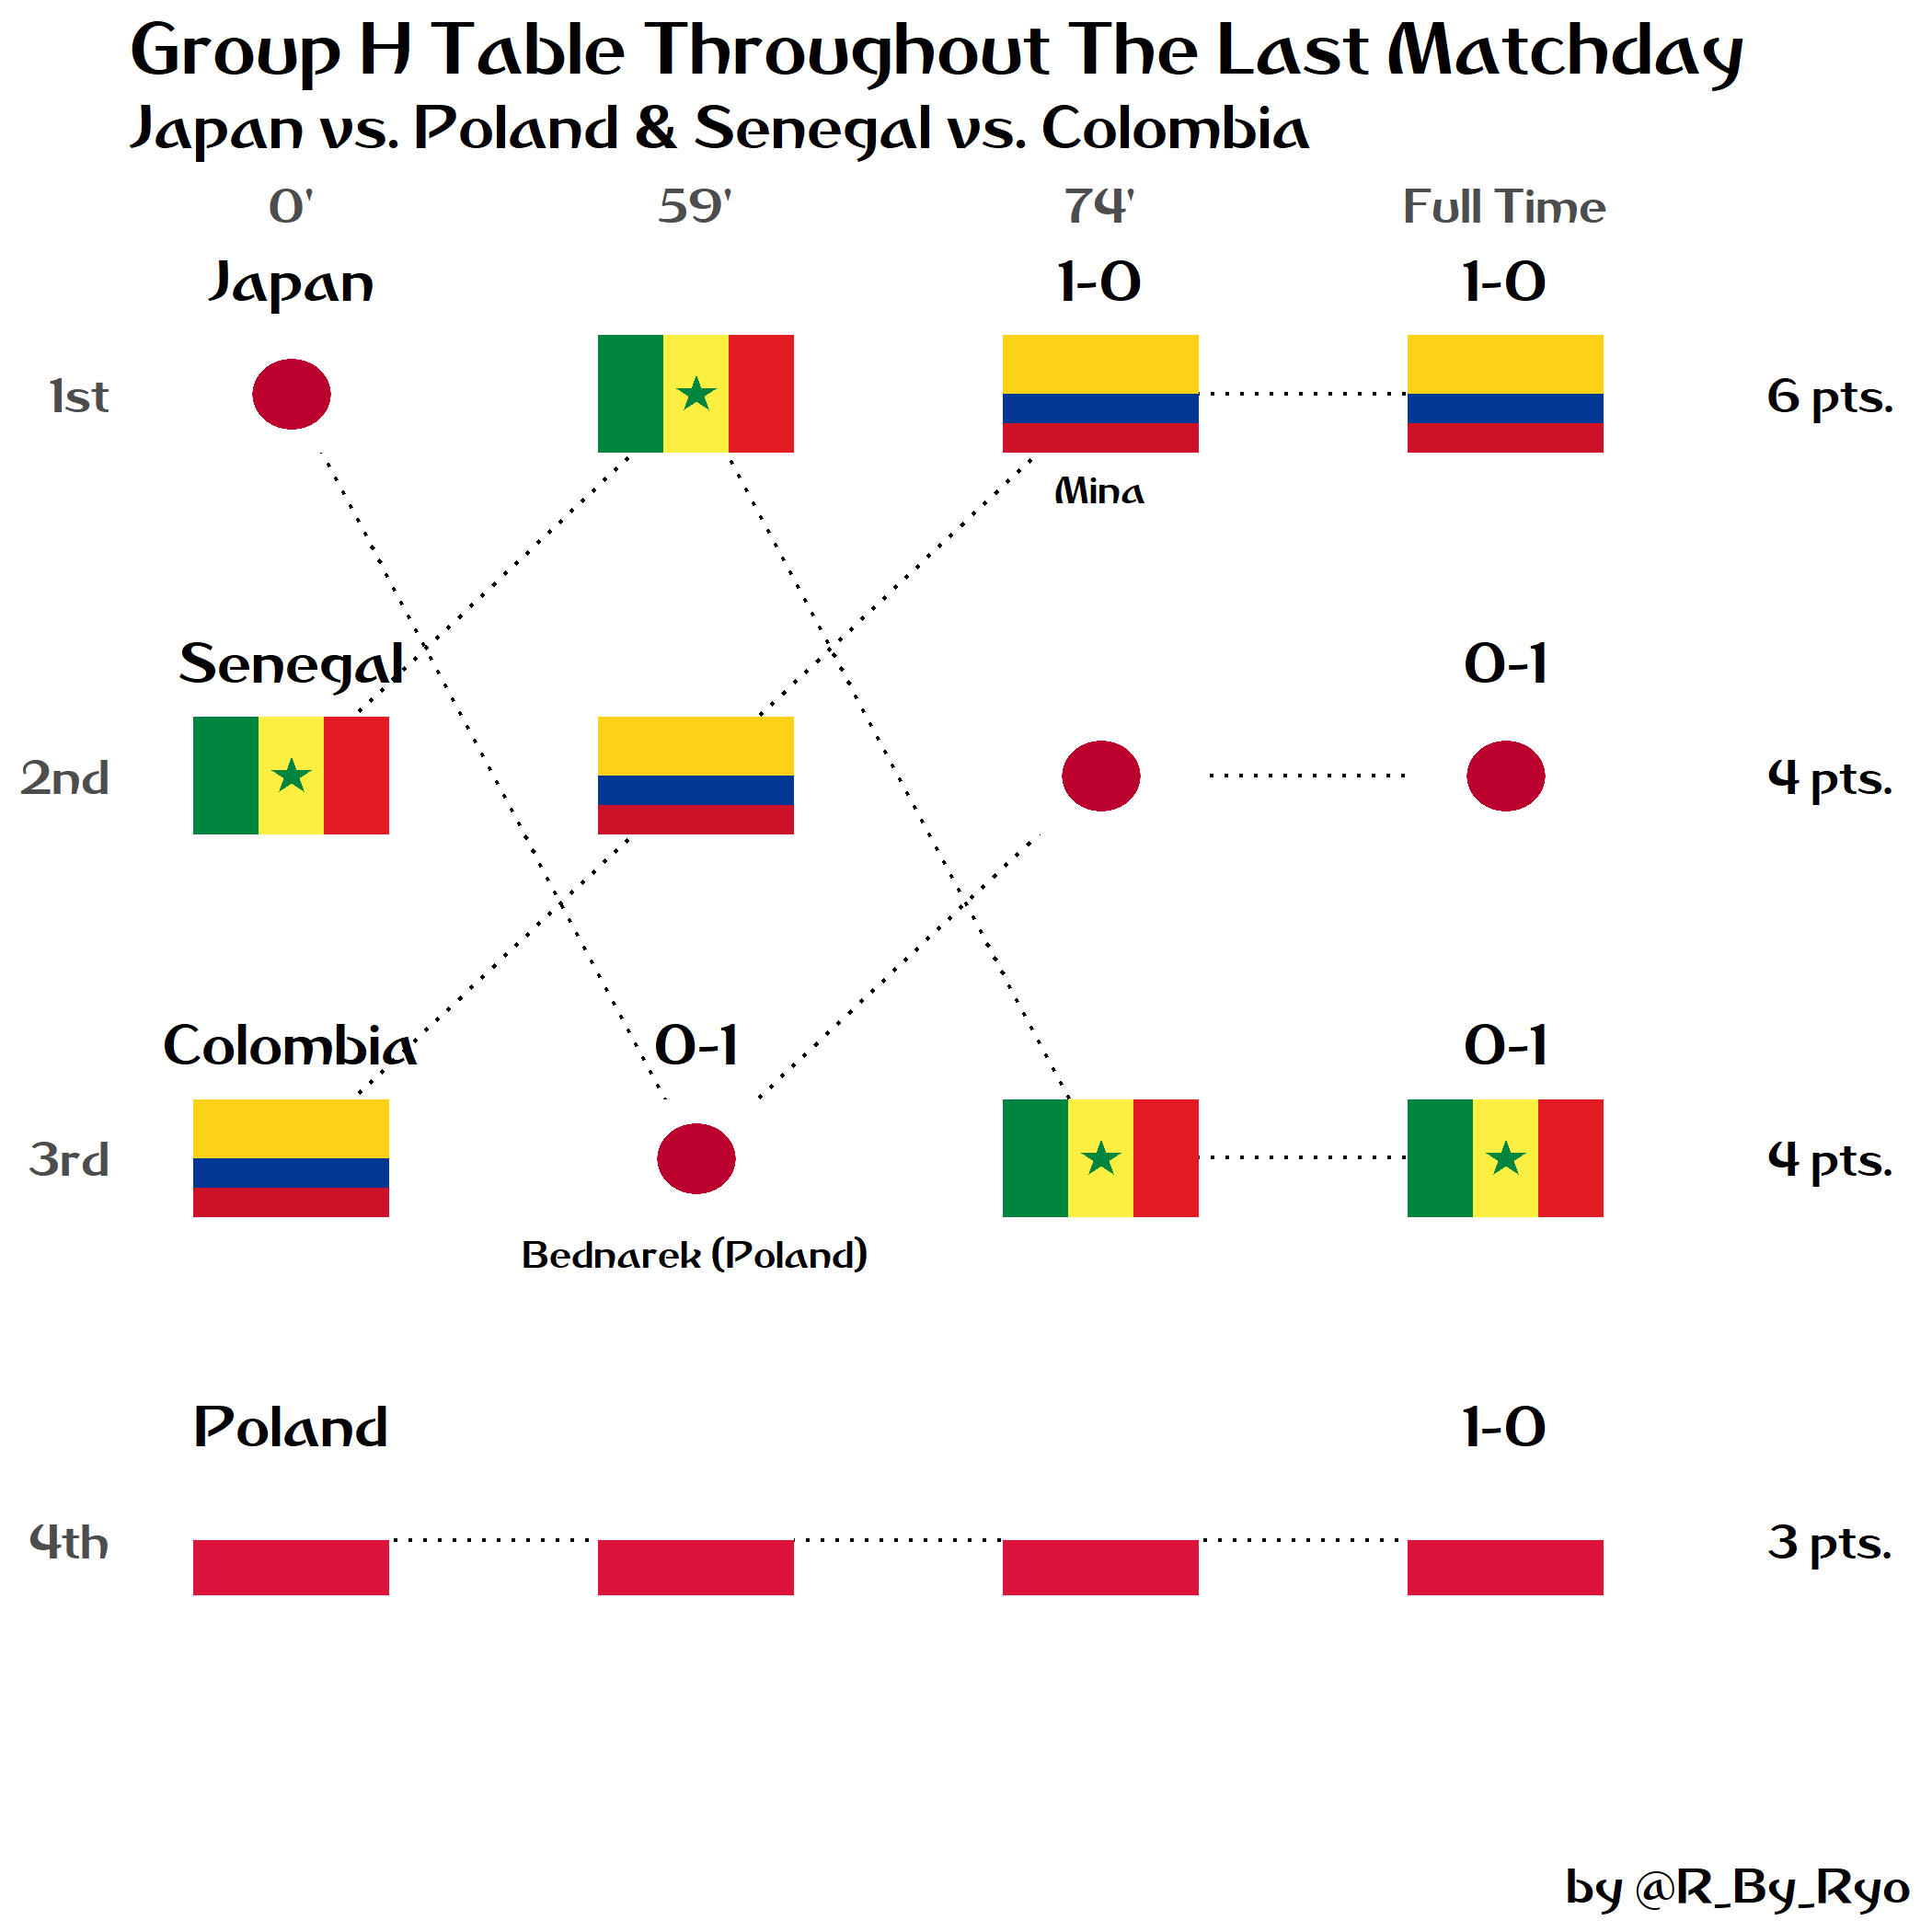 Group H Table Throughout The Last Matchday
Japan vs. Poland & Senegal vs. Colombia
0' 59' 74' Full Time
Japan 1-0 1-0
1st 6 pts.
Mina
Senegal 0-1
2nd 4 pts.
Colombia 0-1 0-1
3rd 4 pts.
Bednarek (Poland)
Poland 1-0
4th 3 pts.
by @R_By_Ryo